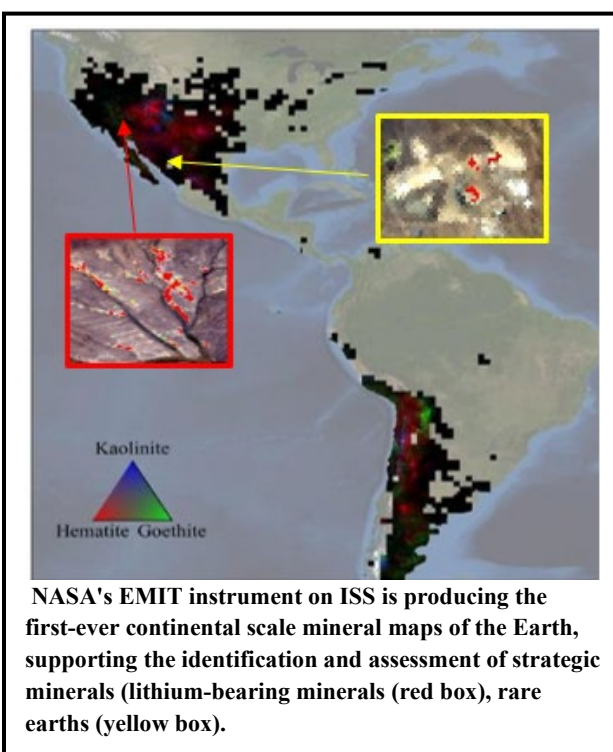 Kaolinite
Hematite Goethite
NASA's EMIT instrument on ISS is producing the
first-ever continental scale mineral maps of the Earth,
supporting the identification and assessment of strategic
minerals (lithium-bearing minerals (red box), rare
earths (yellow box).